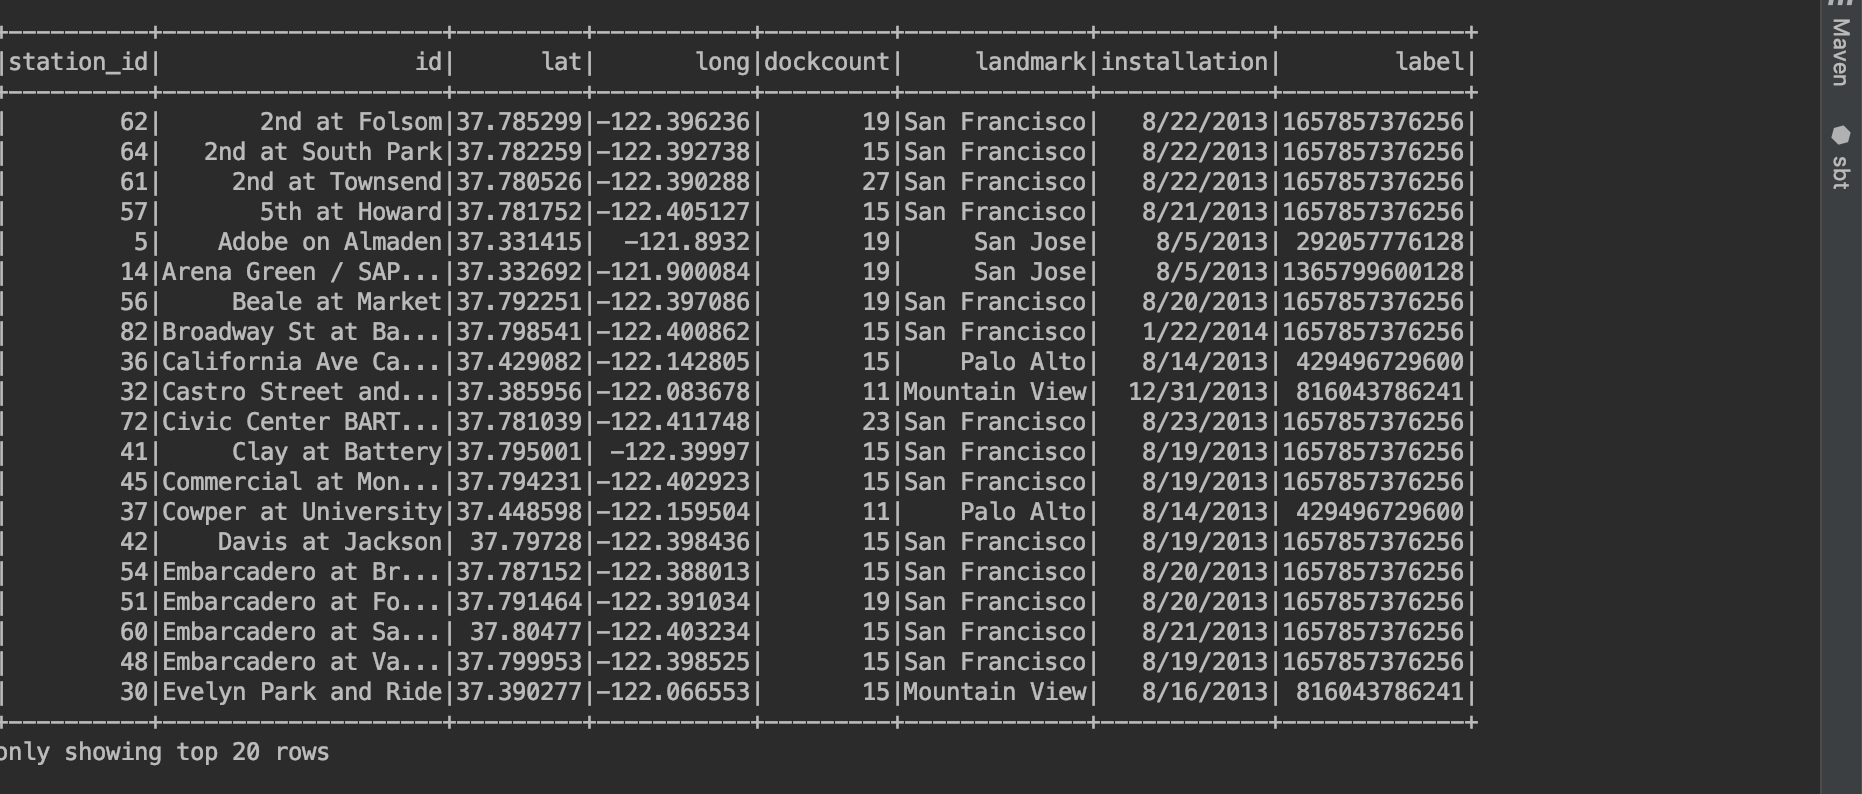 +----------+--------------------+---------+-----------+---------+-------------+------------+-------------+
|station_id|                  id|      lat|       long|dockcount|     landmark|installation|        label|
+----------+--------------------+---------+-----------+---------+-------------+------------+-------------+
|        62|       2nd at Folsom|37.785299|-122.396236|       19|San Francisco|   8/22/2013|1657857376256|
|        64|   2nd at South Park|37.782259|-122.392738|       15|San Francisco|   8/22/2013|1657857376256|
|        61|     2nd at Townsend|37.780526|-122.390288|       27|San Francisco|   8/22/2013|1657857376256|
|        57|       5th at Howard|37.781752|-122.405127|       15|San Francisco|   8/21/2013|1657857376256|
|         5|    Adobe on Almaden|37.331415|  -121.8932|       19|     San Jose|    8/5/2013| 292057776128|
|        14|Arena Green / SAP...|37.332692|-121.900084|       19|     San Jose|    8/5/2013|1365799600128|
|        56|     Beale at Market|37.792251|-122.397086|       19|San Francisco|   8/20/2013|1657857376256|
|        82|Broadway St at Ba...|37.798541|-122.400862|       15|San Francisco|   1/22/2014|1657857376256|
|        36|California Ave Ca...|37.429082|-122.142805|       15|    Palo Alto|   8/14/2013| 429496729600|
|        32|Castro Street and...|37.385956|-122.083678|       11|Mountain View|  12/31/2013| 816043786241|
|        72|Civic Center BART...|37.781039|-122.411748|       23|San Francisco|   8/23/2013|1657857376256|
|        41|     Clay at Battery|37.795001| -122.39997|       15|San Francisco|   8/19/2013|1657857376256|
|        45|Commercial at Mon...|37.794231|-122.402923|       15|San Francisco|   8/19/2013|1657857376256|
|        37|Cowper at University|37.448598|-122.159504|       11|    Palo Alto|   8/14/2013| 429496729600|
|        42|    Davis at Jackson| 37.79728|-122.398436|       15|San Francisco|   8/19/2013|1657857376256|
|        54|Embarcadero at Br...|37.787152|-122.388013|       15|San Francisco|   8/20/2013|1657857376256|
|        51|Embarcadero at Fo...|37.791464|-122.391034|       19|San Francisco|   8/20/2013|1657857376256|
|        60|Embarcadero at Sa...| 37.80477|-122.403234|       15|San Francisco|   8/21/2013|1657857376256|
|        48|Embarcadero at Va...|37.799953|-122.398525|       15|San Francisco|   8/19/2013|1657857376256|
|        30|Evelyn Park and Ride|37.390277|-122.066553|       15|Mountain View|   8/16/2013| 816043786241|
+----------+--------------------+---------+-----------+---------+-------------+------------+-------------+
only showing top 20 rows
Maven
sbt